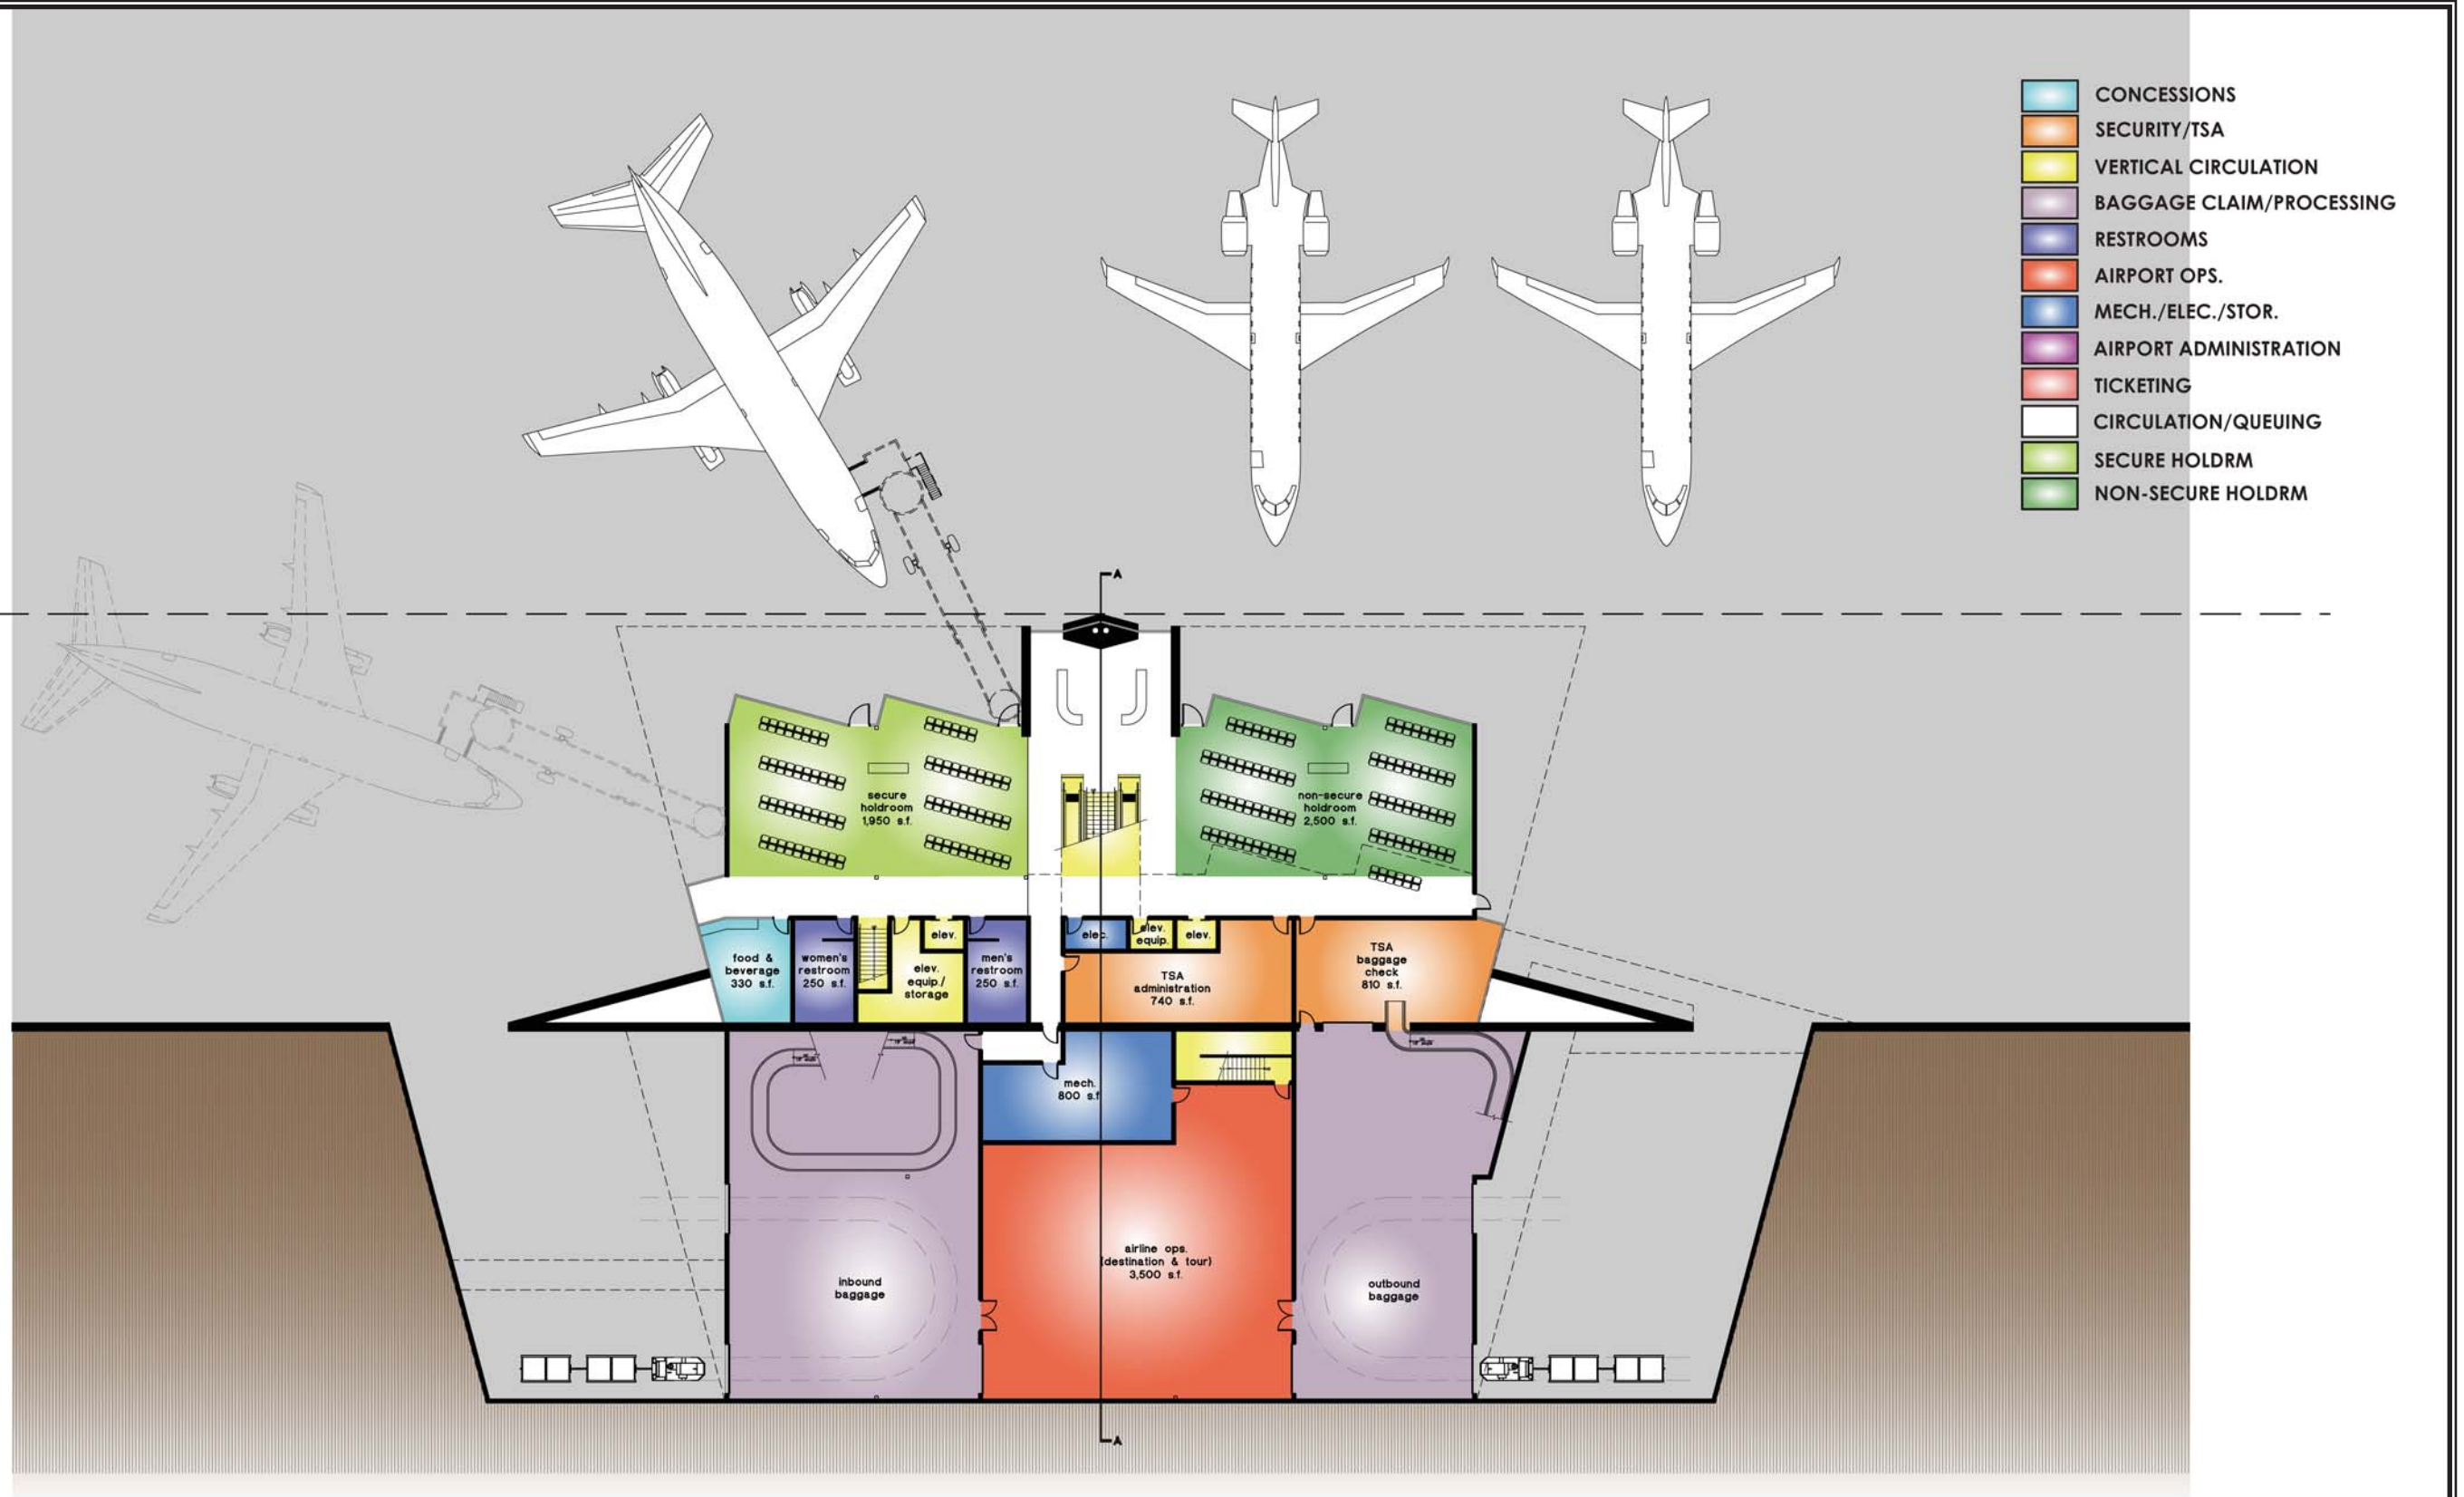 CONCESSIONS
SECURITY/TSA
VERTICAL CIRCULATION
BAGGAGE CLAIM/PROCESSING
RESTROOMS
AIRPORT OPS.
MECH./ELEC./STOR.
AIRPORT ADMINISTRATION
TICKETING
CIRCULATION/QUEUING
SECURE HOLDRM
NON-SECURE HOLDRM
A
secure
holdroom
1,950 s.f.
non-secure
holdroom
2,500 s.f.
food &
beverage
330 s.f.
women's
restroom
250 s.f.
elev.
elev.
equip./
storage
men's
restroom
250 s.f.
elec.
elev.
equip.
elev.
TSA
administration
740 s.f.
TSA
baggage
check
810 s.f.
mech.
800 s.f.
airline ops.
(destination & tour)
3,500 s.f.
inbound
baggage
outbound
baggage
A